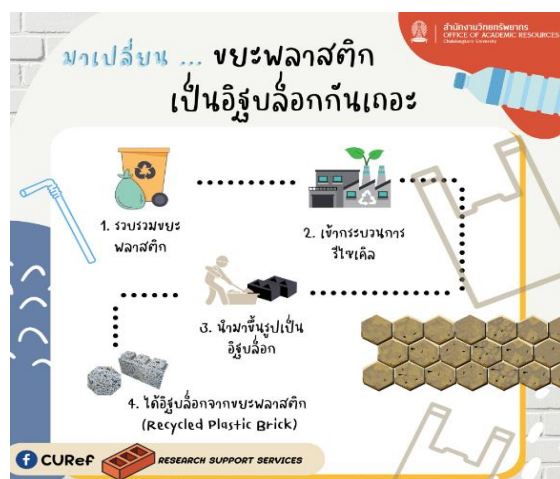 สำนักงานวิทยทรัพยากร
OFFICE OF ACADEMIC RESOURCES
Chulalongkorn University
มาเปลี่ยน ... ขยะพลาสติก
เป็นอิฐบล็อกกันเถอะ
1. รวบรวมขยะ
พลาสติก
2. เข้ากระบวนการ
รีไซเคิล
3. นำมาขึ้นรูปเป็น
อิฐบล็อก
4. ได้อิฐบล็อกจากขยะพลาสติก
(Recycled Plastic Brick)
CURef
RESEARCH SUPPORT SERVICES